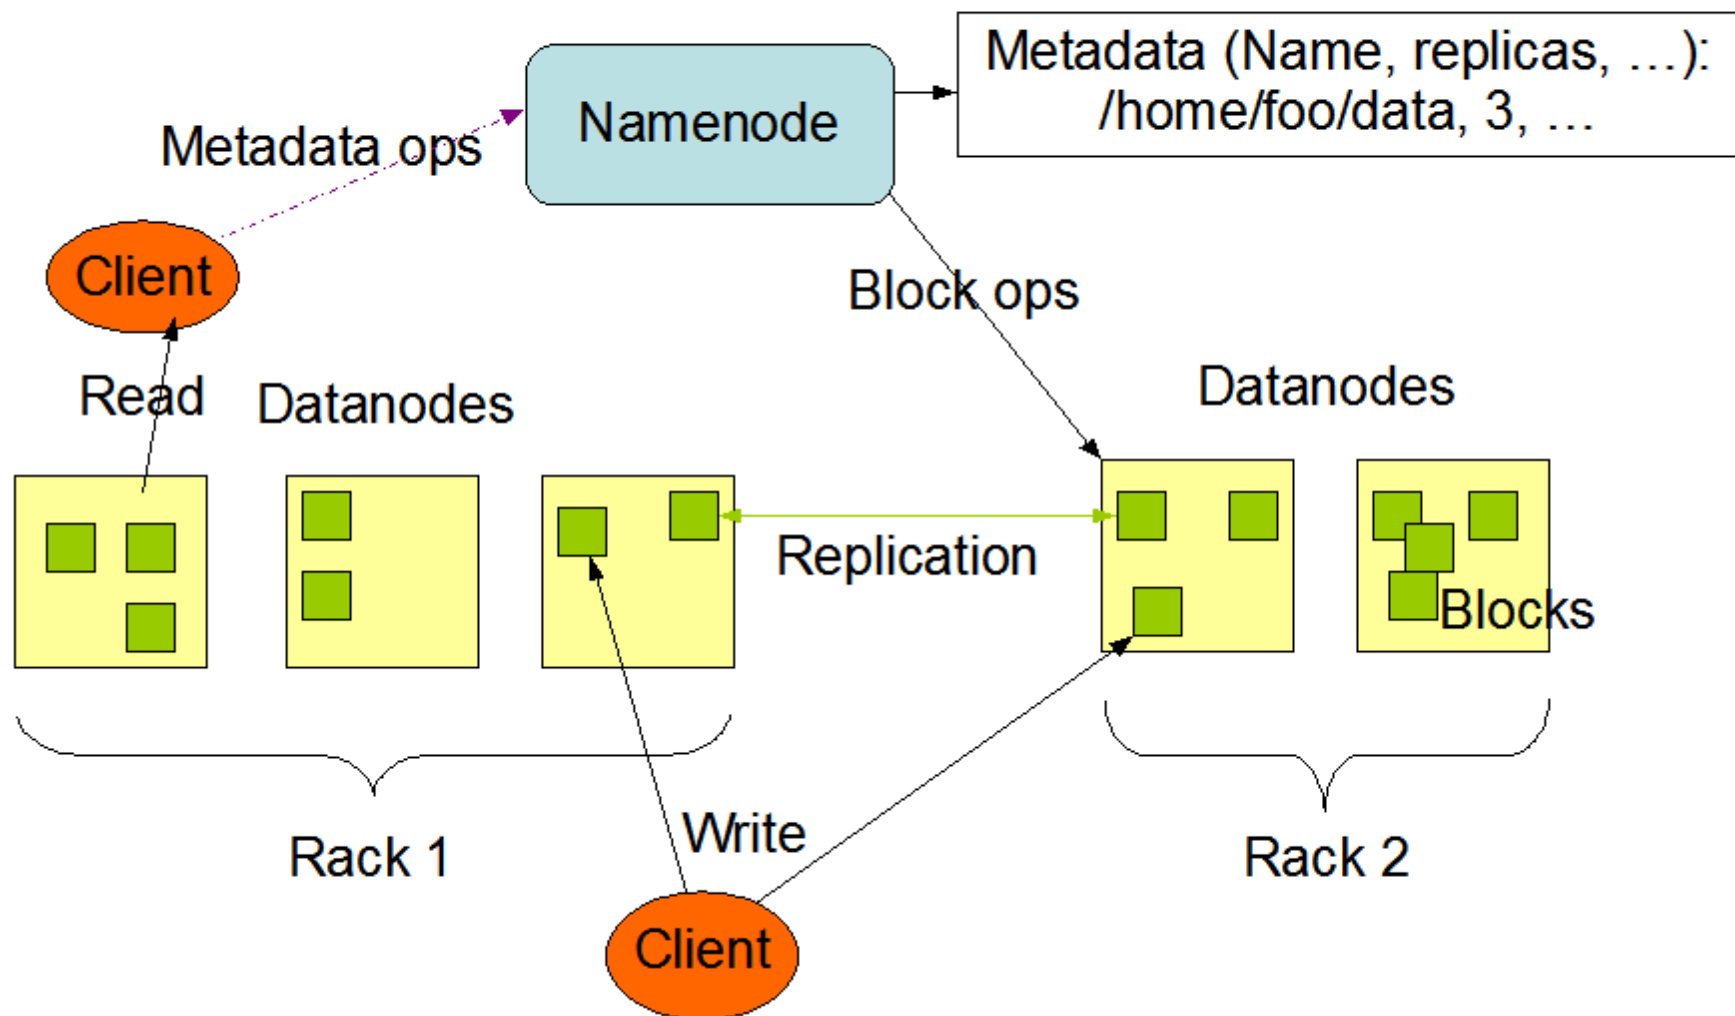 Metadata (Name, replicas, …):
/home/foo/data, 3, …
Namenode
Metadata ops
Client
Block ops
Read
Datanodes
Datanodes
Replication
Blocks
Rack 1
Write
Rack 2
Client